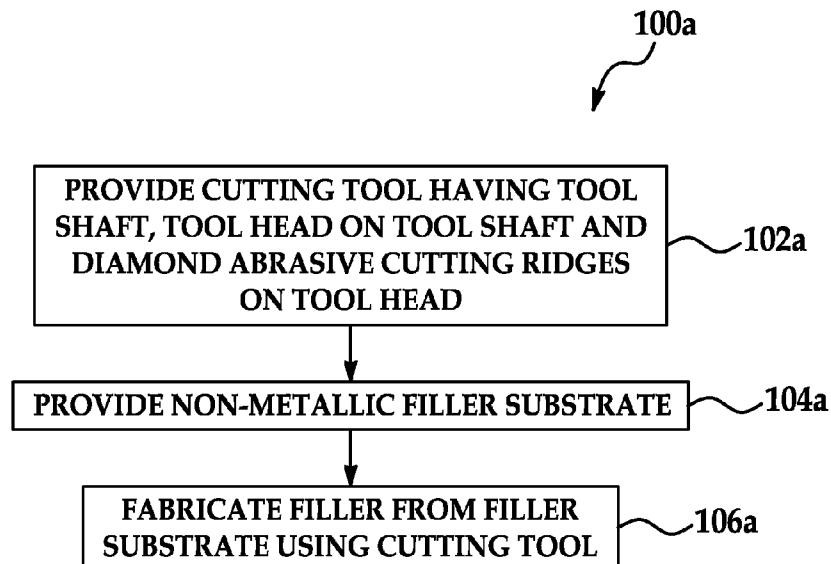 100a
PROVIDE CUTTING TOOL HAVING TOOL
SHAFT, TOOL HEAD ON TOOL SHAFT AND
DIAMOND ABRASIVE CUTTING RIDGES
ON TOOL HEAD
102a
PROVIDE NON-METALLIC FILLER SUBSTRATE
104a
FABRICATE FILLER FROM FILLER
SUBSTRATE USING CUTTING TOOL
106a